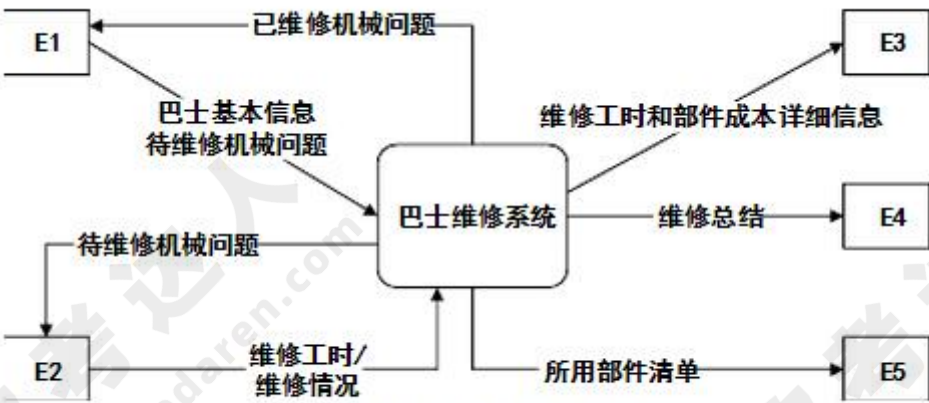 已维修机械问题
E1
E3
巴士基本信息
待维修机械问题
维修工时和部件成本详细信息
巴士维修系统
维修总结
E4
待维修机械问题
E2
维修工时/
维修情况
所用部件清单
E5